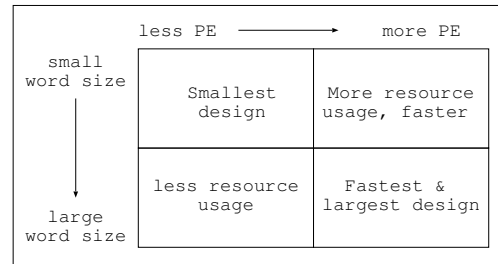 less PE
more PE
small
word size
Smallest
design
More resource
usage, faster
less resource
usage
Fastest &
largest design
large
word size